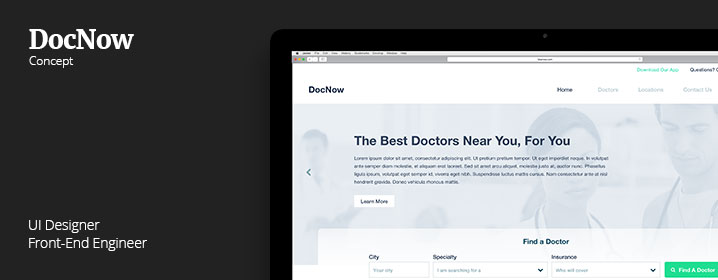 DocNow
Concept
UI Designer
Front-End Engineer
Download Our App Questions?
DocNow Home Doctors Locations Contact Us
The Best Doctors Near You, For You
Lorem ipsum dolor sit amet, consectetur adipiscing elit. Ut in pretium pretium tempor. Ut eget imperdiet neque. In volutpat
ante semper diam molestie, et aliquam erat laoreet. Sed sit amet arcu aliquet, molestie justo at, auctor nunc. Phasellus
ligula ipsum, volutpat eget semper id, viverra eget nibh. Suspendisse luctus mattis cursus. Nam consectetur ante at nisl
hendrerit gravida. Donec vehicula rhoncus mattis.
Learn More
Find a Doctor
City Specialty Insurance
Your city I am searching for a Who will cover Find A Doctor